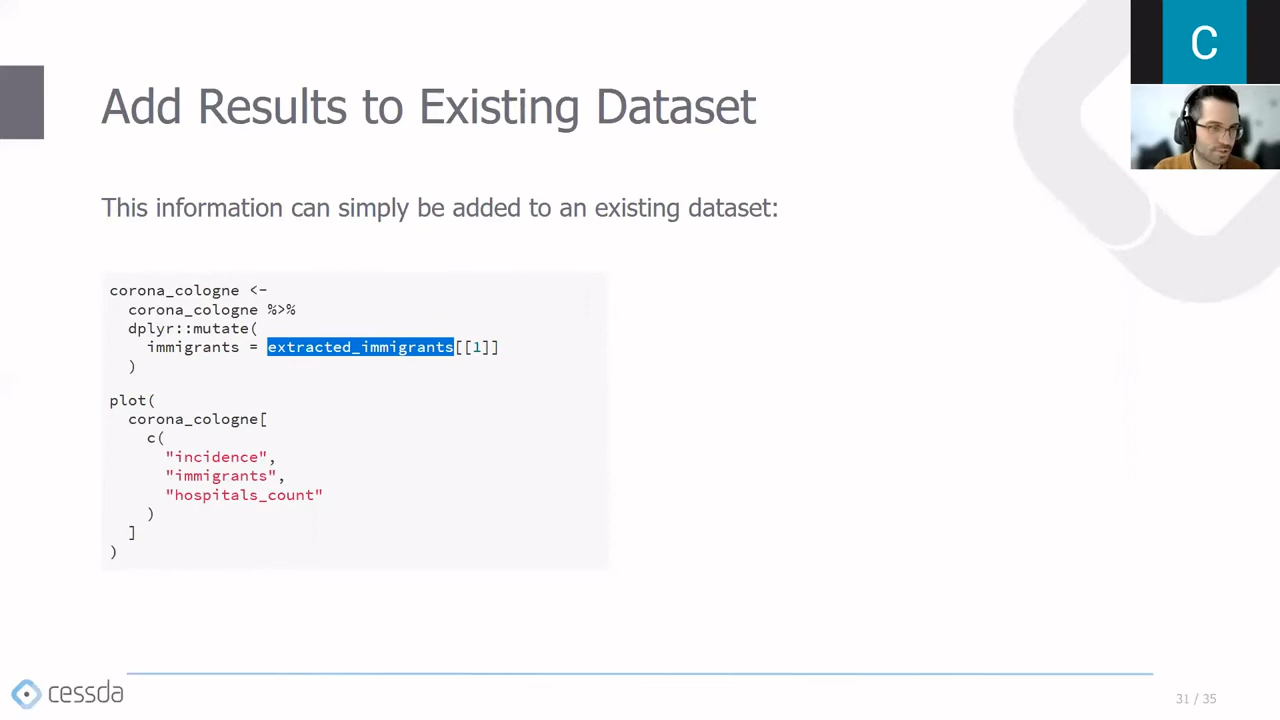 C
Add Results to Existing Dataset
This information can simply be added to an existing dataset:
corona_cologne <-
corona_cologne %>%
dplyr::mutate(
immigrants = extracted_immigrants[[1]]
)
plot(
corona_cologne[
c(
"incidence",
"immigrants",
"hospitals_count"
)
]
)
cessda
31 / 35